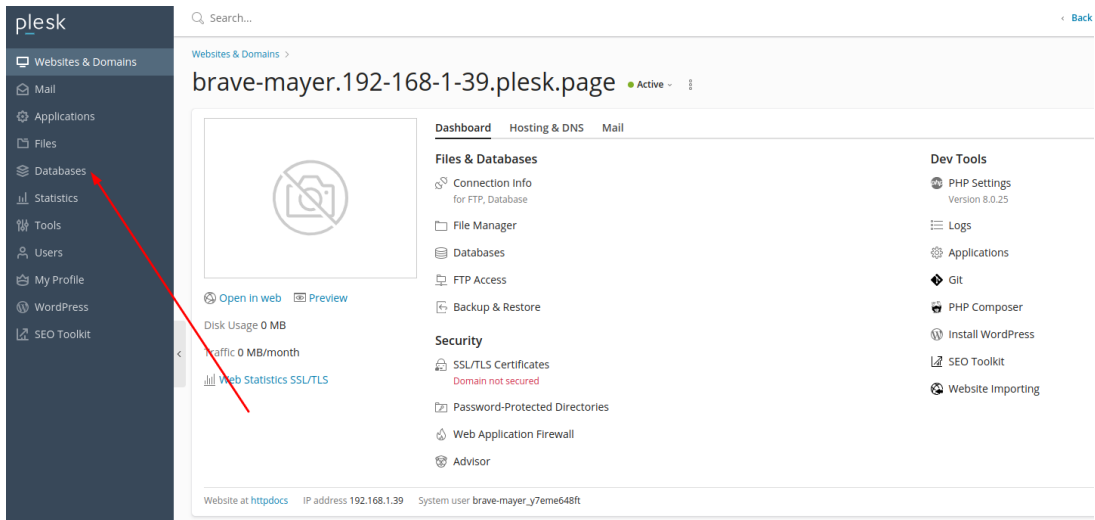 plesk
Search...
Back
Websites & Domains
Mail
Applications
Files
Databases
Statistics
Tools
Users
My Profile
WordPress
SEO Toolkit
Websites & Domains >
brave-mayer.192-168-1-39.plesk.page
Active
Open in web
Preview
Disk Usage 0 MB
Traffic 0 MB/month
Web Statistics SSL/TLS
Dashboard
Hosting & DNS
Mail
Files & Databases
Connection Info
for FTP, Database
File Manager
Databases
FTP Access
Backup & Restore
Security
SSL/TLS Certificates
Domain not secured
Password-Protected Directories
Web Application Firewall
Advisor
Dev Tools
PHP Settings
Version 8.0.25
Logs
Applications
Git
PHP Composer
Install WordPress
SEO Toolkit
Website Importing
Website at httpdocs
IP address 192.168.1.39
System user brave-mayer_y7eme648ft